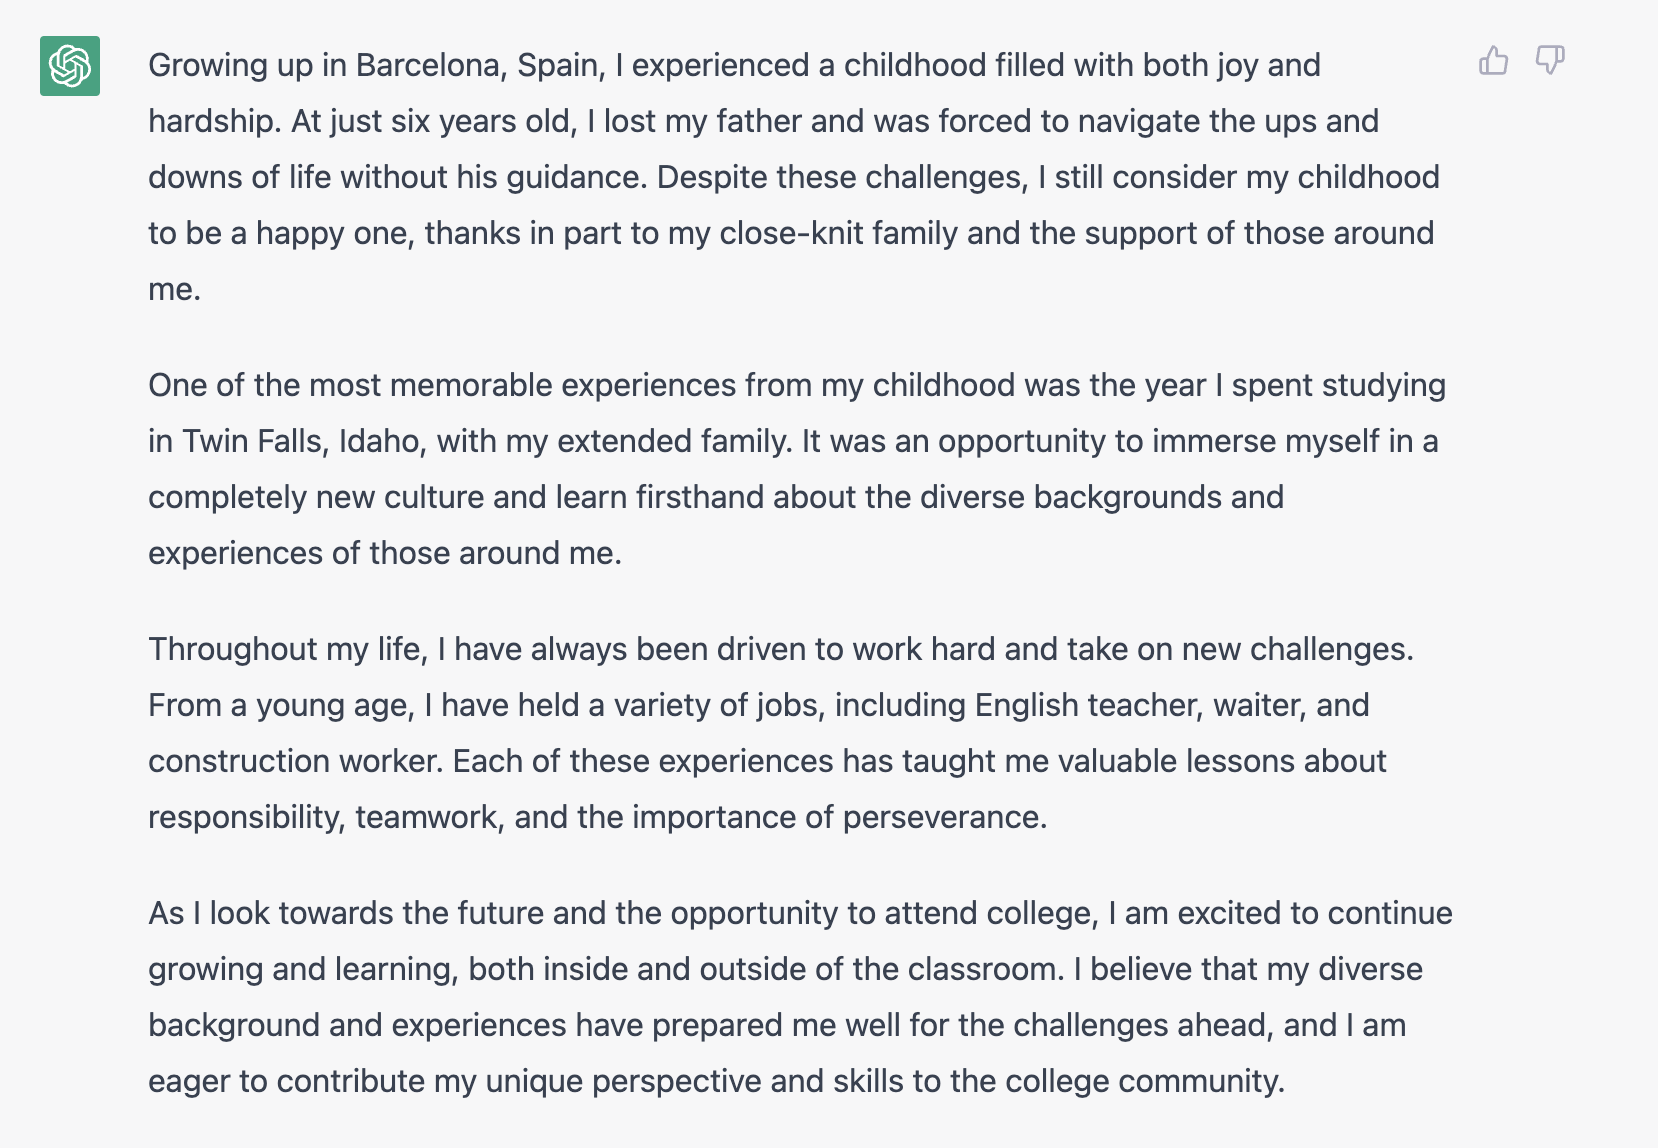 Growing up in Barcelona, Spain, I experienced a childhood filled with both joy and
hardship. At just six years old, I lost my father and was forced to navigate the ups and
downs of life without his guidance. Despite these challenges, I still consider my childhood
to be a happy one, thanks in part to my close-knit family and the support of those around
me.
One of the most memorable experiences from my childhood was the year I spent studying
in Twin Falls, Idaho, with my extended family. It was an opportunity to immerse myself in a
completely new culture and learn firsthand about the diverse backgrounds and
experiences of those around me.
Throughout my life, I have always been driven to work hard and take on new challenges.
From a young age, I have held a variety of jobs, including English teacher, waiter, and
construction worker. Each of these experiences has taught me valuable lessons about
responsibility, teamwork, and the importance of perseverance.
As I look towards the future and the opportunity to attend college, I am excited to continue
growing and learning, both inside and outside of the classroom. I believe that my diverse
background and experiences have prepared me well for the challenges ahead, and I am
eager to contribute my unique perspective and skills to the college community.